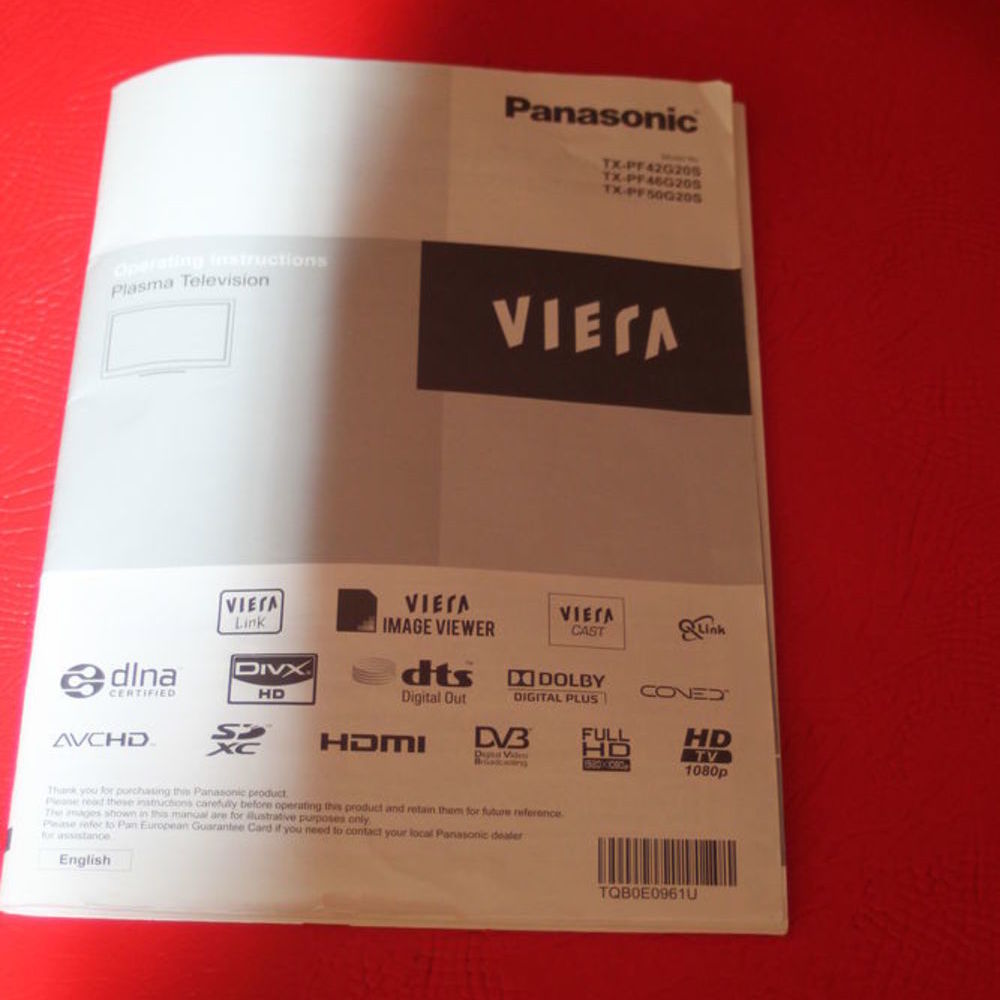 Panasonic
Model No.
TX-PF42G20S
TX-PF46G20S
TX-PF50G20S
Operating Instructions
Plasma Television
VIERA
VIERA
Link
VIERA
IMAGE VIEWER
VIERA
CAST
Q Link
dlna
CERTIFIED
DIVX
HD
dts
Digital Out
DOLBY
DIGITAL PLUS
AVCHD
SD
XC
HDMI
DVB
Digital Video
Broadcasting
FULL
HD
1920x1080p
HD
TV
1080p
Thank you for purchasing this Panasonic product.
Please read these instructions carefully before operating this product and retain them for future reference.
The images shown in this manual are for illustrative purposes only.
Please refer to Pan European Guarantee Card if you need to contact your local Panasonic dealer
for assistance.
English
TQB0E0961U